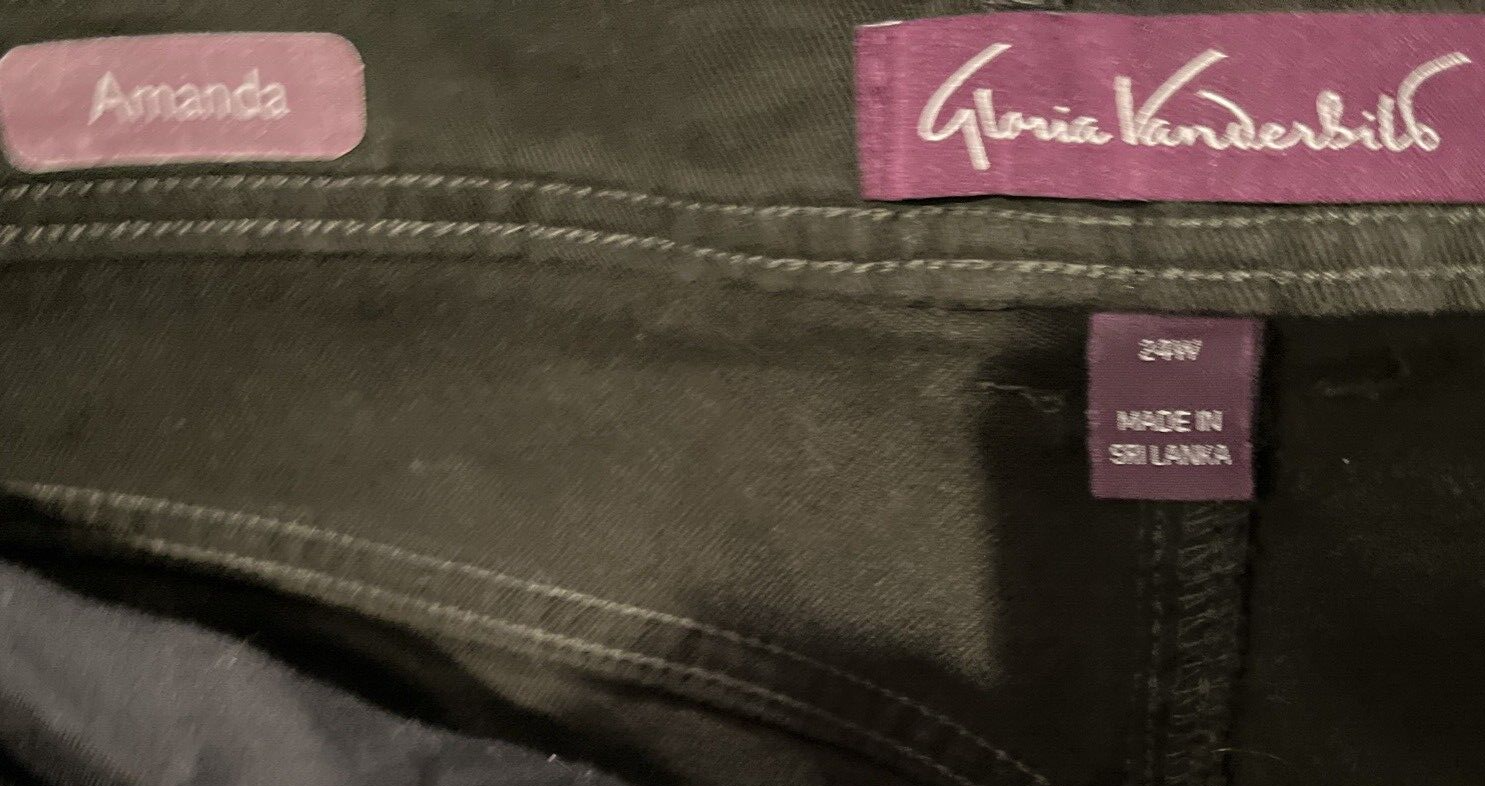 Amanda
Gloria Vanderbilt
24W
MADE IN
SRI LANKA